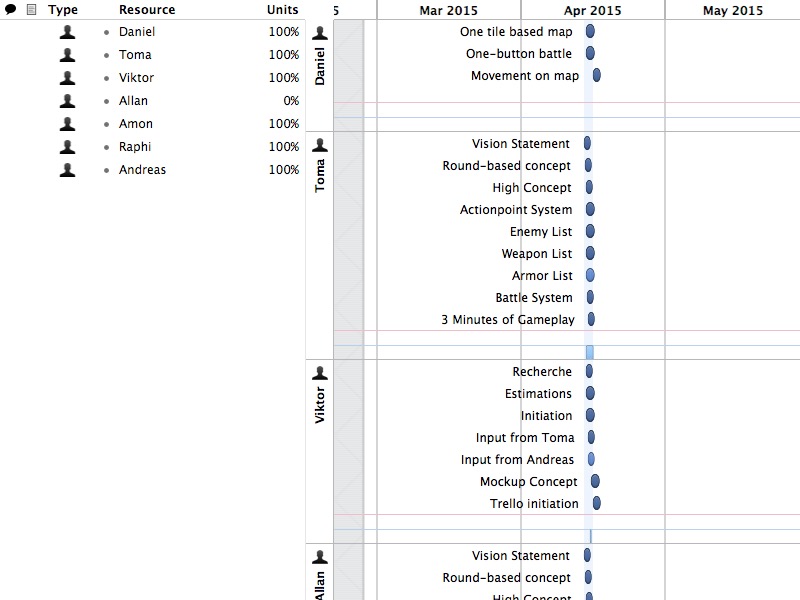 Type Resource Units
Daniel 100%
Toma 100%
Viktor 100%
Allan 0%
Amon 100%
Raphi 100%
Andreas 100%
5 Mar 2015 Apr 2015 May 2015
Daniel
One tile based map
One-button battle
Movement on map
Toma
Vision Statement
Round-based concept
High Concept
Actionpoint System
Enemy List
Weapon List
Armor List
Battle System
3 Minutes of Gameplay
Viktor
Recherche
Estimations
Initiation
Input from Toma
Input from Andreas
Mockup Concept
Trello initiation
Allan
Vision Statement
Round-based concept
High Concept